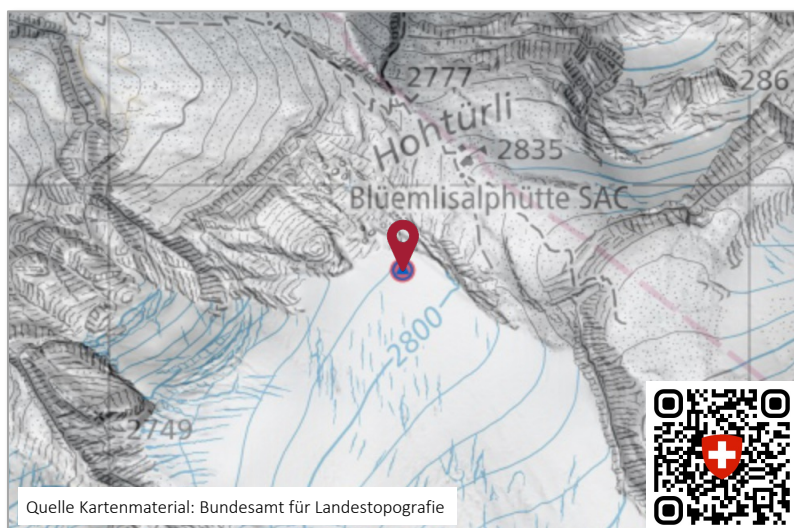 2777
286
Hohtürli
2835
Blüemlisalphütte SAC
2800
2749
Quelle Kartenmaterial: Bundesamt für Landestopografie